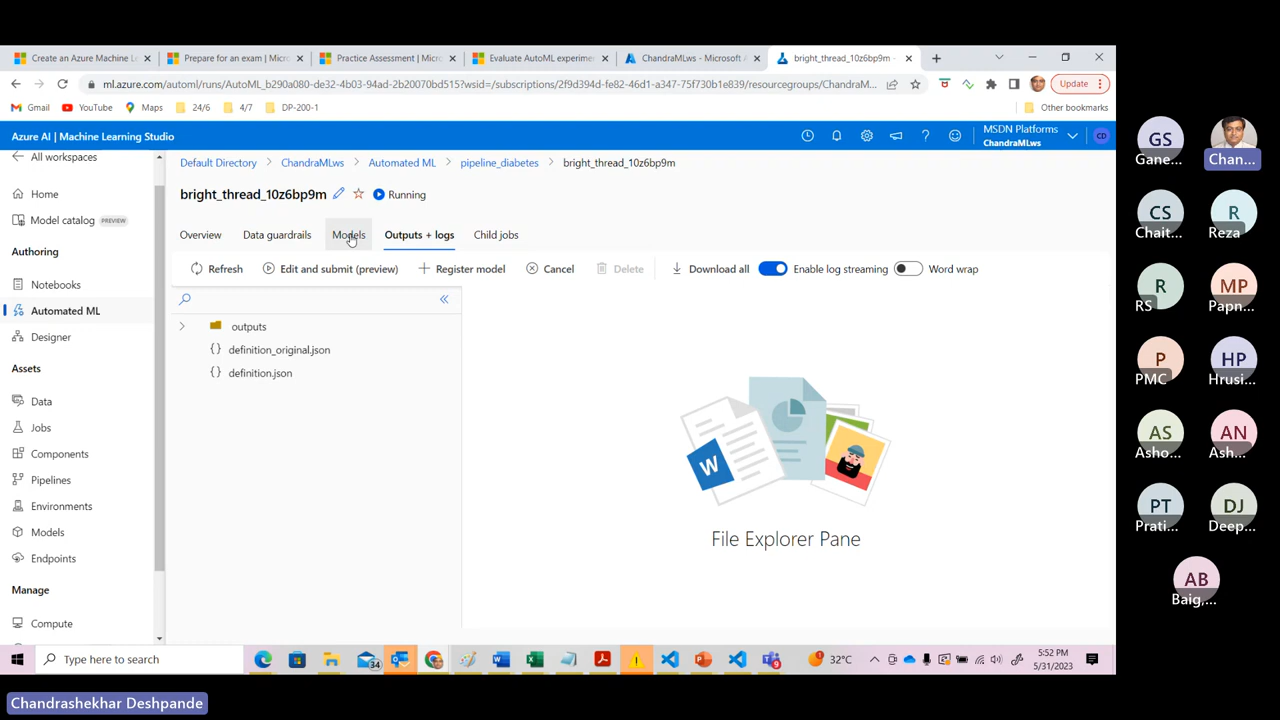 Create an Azure Machine L
Prepare for an exam | Micro
Practice Assessment | Micro
Evaluate AutoML experimen
ChandraMLws - Microsoft A
bright_thread_10z6bp9m -
ml.azure.com/automl/runs/AutoML_b290a080-de32-4b03-94ad-2b20070bd515?wsid=/subscriptions/2f9d394d-fe82-46d1-a347-75f730b1e839/resourcegroups/ChandraM...
Update
Gmail
YouTube
Maps
24/6
4/7
DP-200-1
Other bookmarks
Azure AI | Machine Learning Studio
MSDN Platforms
ChandraMLws
CD
All workspaces
Home
Model catalog PREVIEW
Authoring
Notebooks
Automated ML
Designer
Assets
Data
Jobs
Components
Pipelines
Environments
Models
Endpoints
Manage
Compute
Default Directory > ChandraMLws > Automated ML > pipeline_diabetes > bright_thread_10z6bp9m
bright_thread_10z6bp9m Running
Overview
Data guardrails
Models
Outputs + logs
Child jobs
Refresh
Edit and submit (preview)
Register model
Cancel
Delete
Download all
Enable log streaming
Word wrap
outputs
{} definition_original.json
{} definition.json
W
File Explorer Pane
Type here to search
34
9
32°C
5:52 PM
5/31/2023
GS
Gane...
Chan...
CS
Chait...
R
Reza
R
RS
MP
Papn...
P
PMC
HP
Hrusi...
AS
Asho...
AN
Ash...
PT
Prati...
DJ
Deep...
AB
Baig,...
Chandrashekhar Deshpande